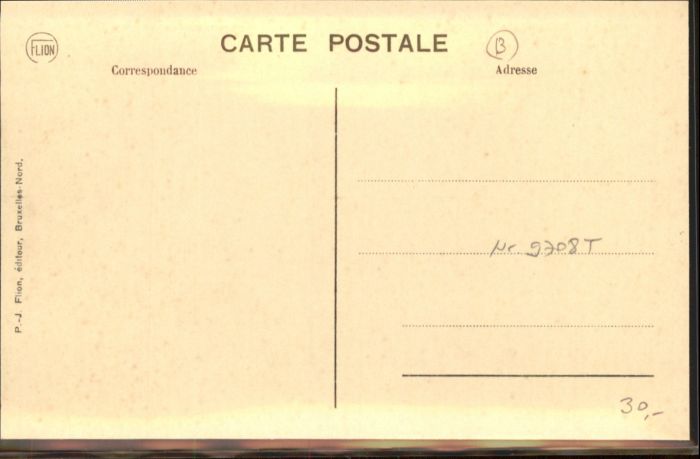 FLION
CARTE POSTALE
B
Correspondance
Adresse
P.-J. Flion, éditeur, Bruxelles-Nord.
Nr 9708T
30,-